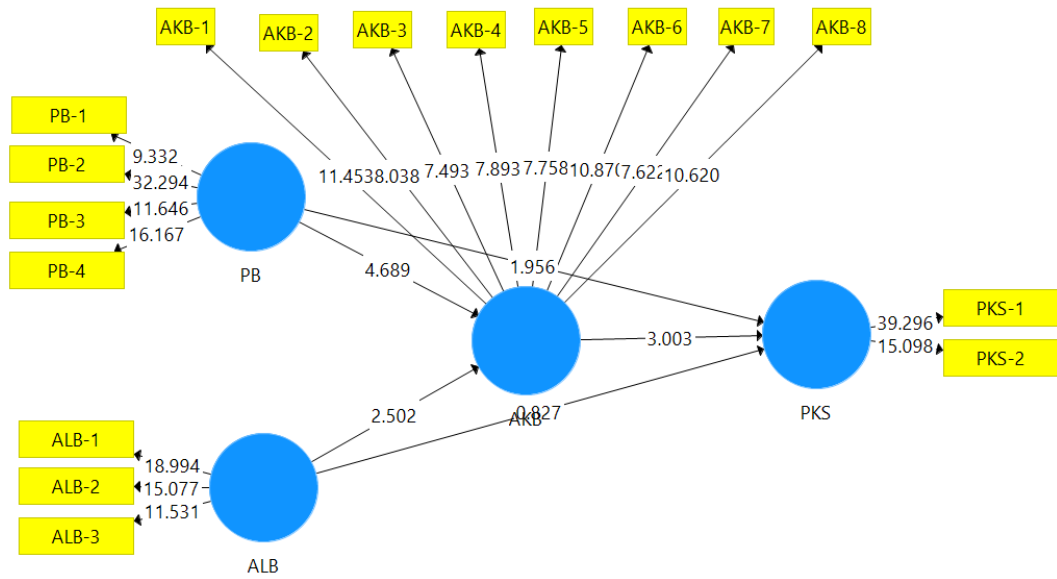 AKB-1
AKB-2
AKB-3
AKB-4
AKB-5
AKB-6
AKB-7
AKB-8
PB-1
PB-2
PB-3
PB-4
9.332
32.294
11.646
16.167
PB
11.453
8.038
7.493
7.893
7.758
10.870
7.622
10.620
4.689
1.956
AKB
3.003
PKS
39.296
15.098
PKS-1
PKS-2
2.502
0.827
ALB-1
ALB-2
ALB-3
18.994
15.077
11.531
ALB